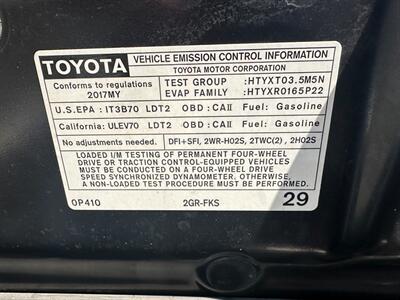 TOYOTA
VEHICLE EMISSION CONTROL INFORMATION
TOYOTA MOTOR CORPORATION
Conforms to regulations
2017MY
TEST GROUP :HTYXT03.5M5N
EVAP FAMILY :HTYXR0165P22
U.S.EPA : IT3B70 LDT2 OBD : CAII Fuel: Gasoline
California: ULEV70 LDT2 OBD : CAII Fuel: Gasoline
No adjustments needed. DFI+SFI, 2WR-H02S, 2TWC(2), 2H02S
LOADED I/M TESTING OF PERMANENT FOUR-WHEEL
DRIVE OR TRACTION CONTROL-EQUIPPED VEHICLES
MUST BE CONDUCTED ON A FOUR-WHEEL DRIVE
SPEED SYNCHRONIZED DYNAMOMETER. OTHERWISE,
A NON-LOADED TEST PROCEDURE MUST BE PERFORMED.
0P410 2GR-FKS 29